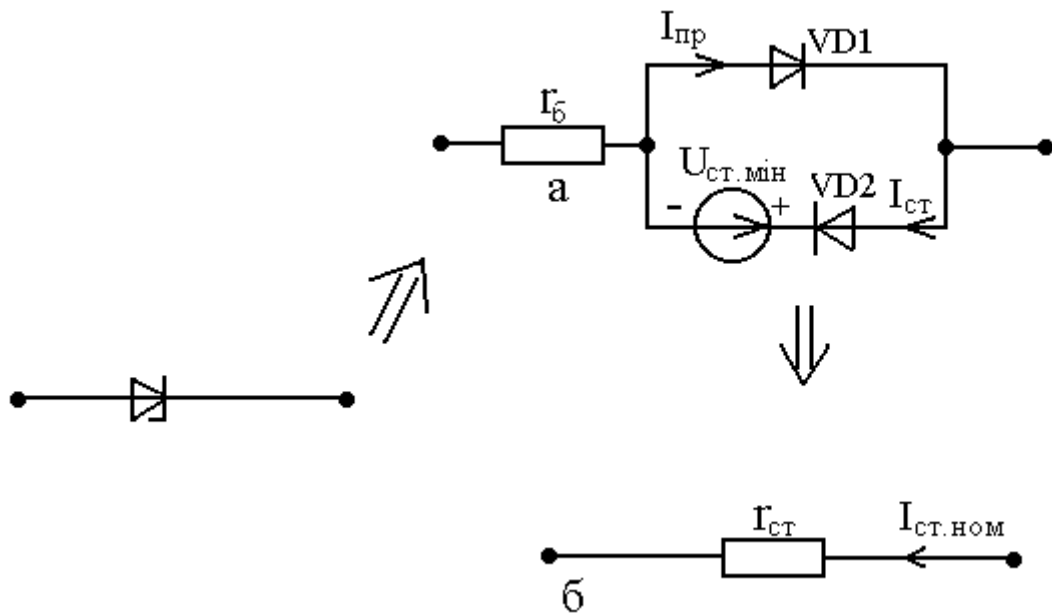 Iпр
VD1
rб
а
Uст.мін
VD2
Iст
-
+
rст
Iст.ном
б